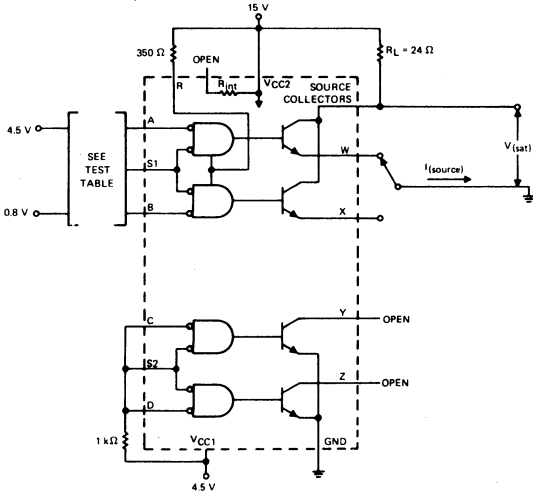 15 V
350 Ω
OPEN
R_L = 24 Ω
R
R_int
V_CC2
SOURCE
COLLECTORS
4.5 V
A
SEE
TEST
TABLE
S1
W
V_(sat)
I_(source)
0.8 V
B
X
C
Y
OPEN
S2
Z
OPEN
D
1 kΩ
V_CC1
GND
4.5 V